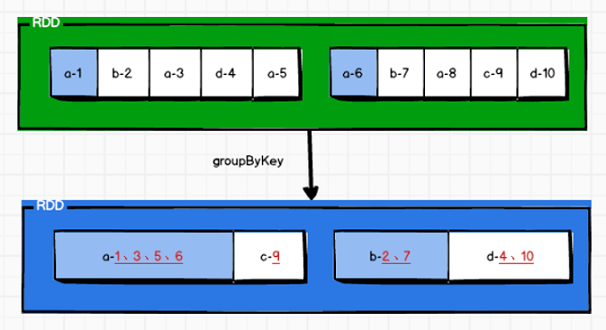 RDD
a-1 b-2 a-3 d-4 a-5 a-6 b-7 a-8 c-9 d-10
groupByKey
RDD
a-1、3、5、6 c-9 b-2、7 d-4、10